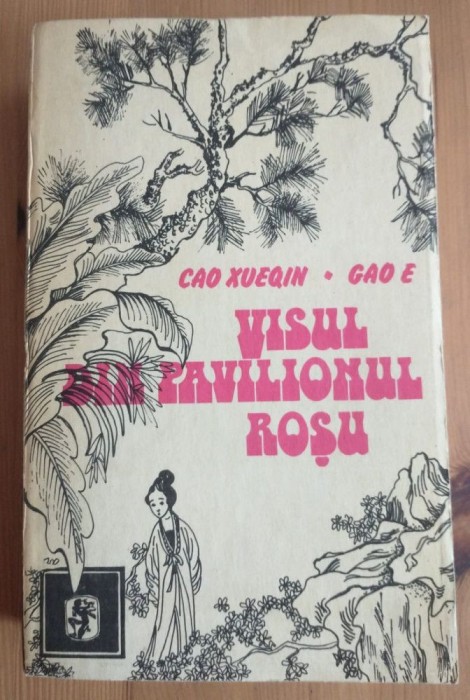 CAO XUEQIN • GAO E
VISUL
DIN PAVILIONUL
ROȘU